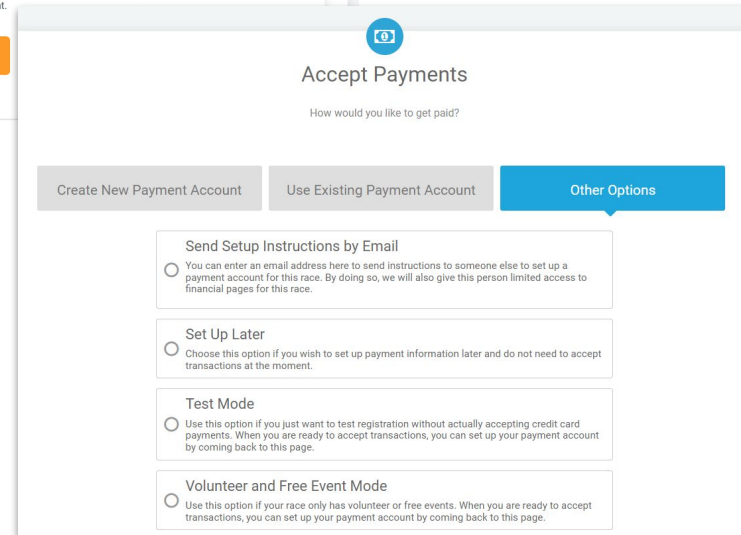 Accept Payments
How would you like to get paid?
Create New Payment Account
Use Existing Payment Account
Other Options
Send Setup Instructions by Email
You can enter an email address here to send instructions to someone else to set up a
payment account for this race. By doing so, we will also give this person limited access to
financial pages for this race.
Set Up Later
Choose this option if you wish to set up payment information later and do not need to accept
transactions at the moment.
Test Mode
Use this option if you just want to test registration without actually accepting credit card
payments. When you are ready to accept transactions, you can set up your payment account
by coming back to this page.
Volunteer and Free Event Mode
Use this option if your race only has volunteer or free events. When you are ready to accept
transactions, you can set up your payment account by coming back to this page.